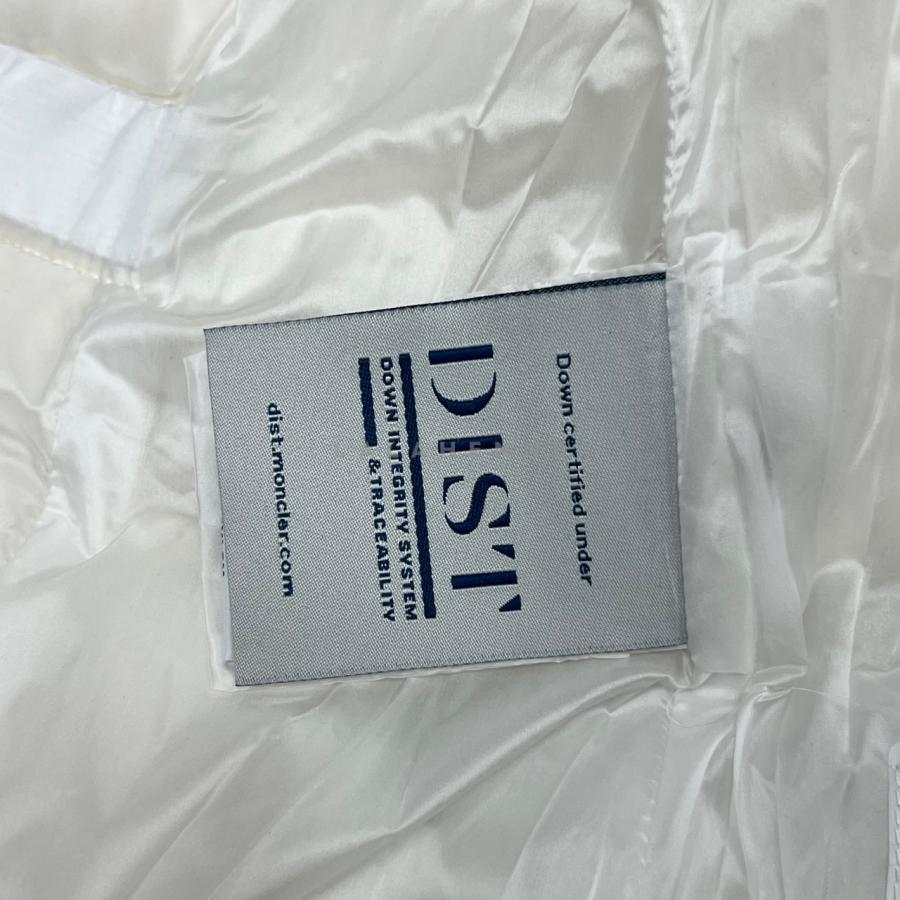 Down certified under
DIST
DOWN INTEGRITY SYSTEM
& TRACEABILITY
dist.moncler.com